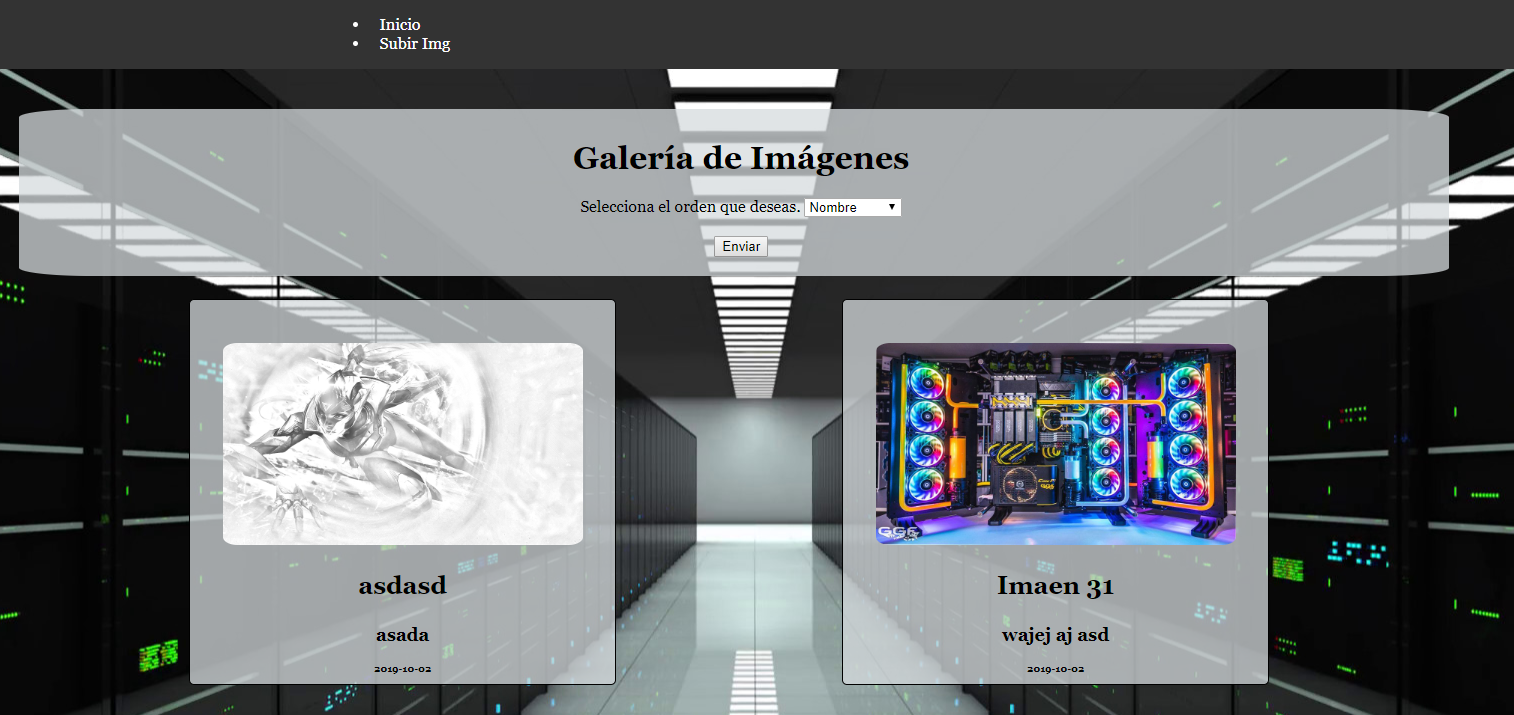 Inicio
Subir Img
Galería de Imágenes
Selecciona el orden que deseas. Nombre
Enviar
asdasd
Imaen 31
asada
wajej aj asd
2019-10-02
2019-10-02